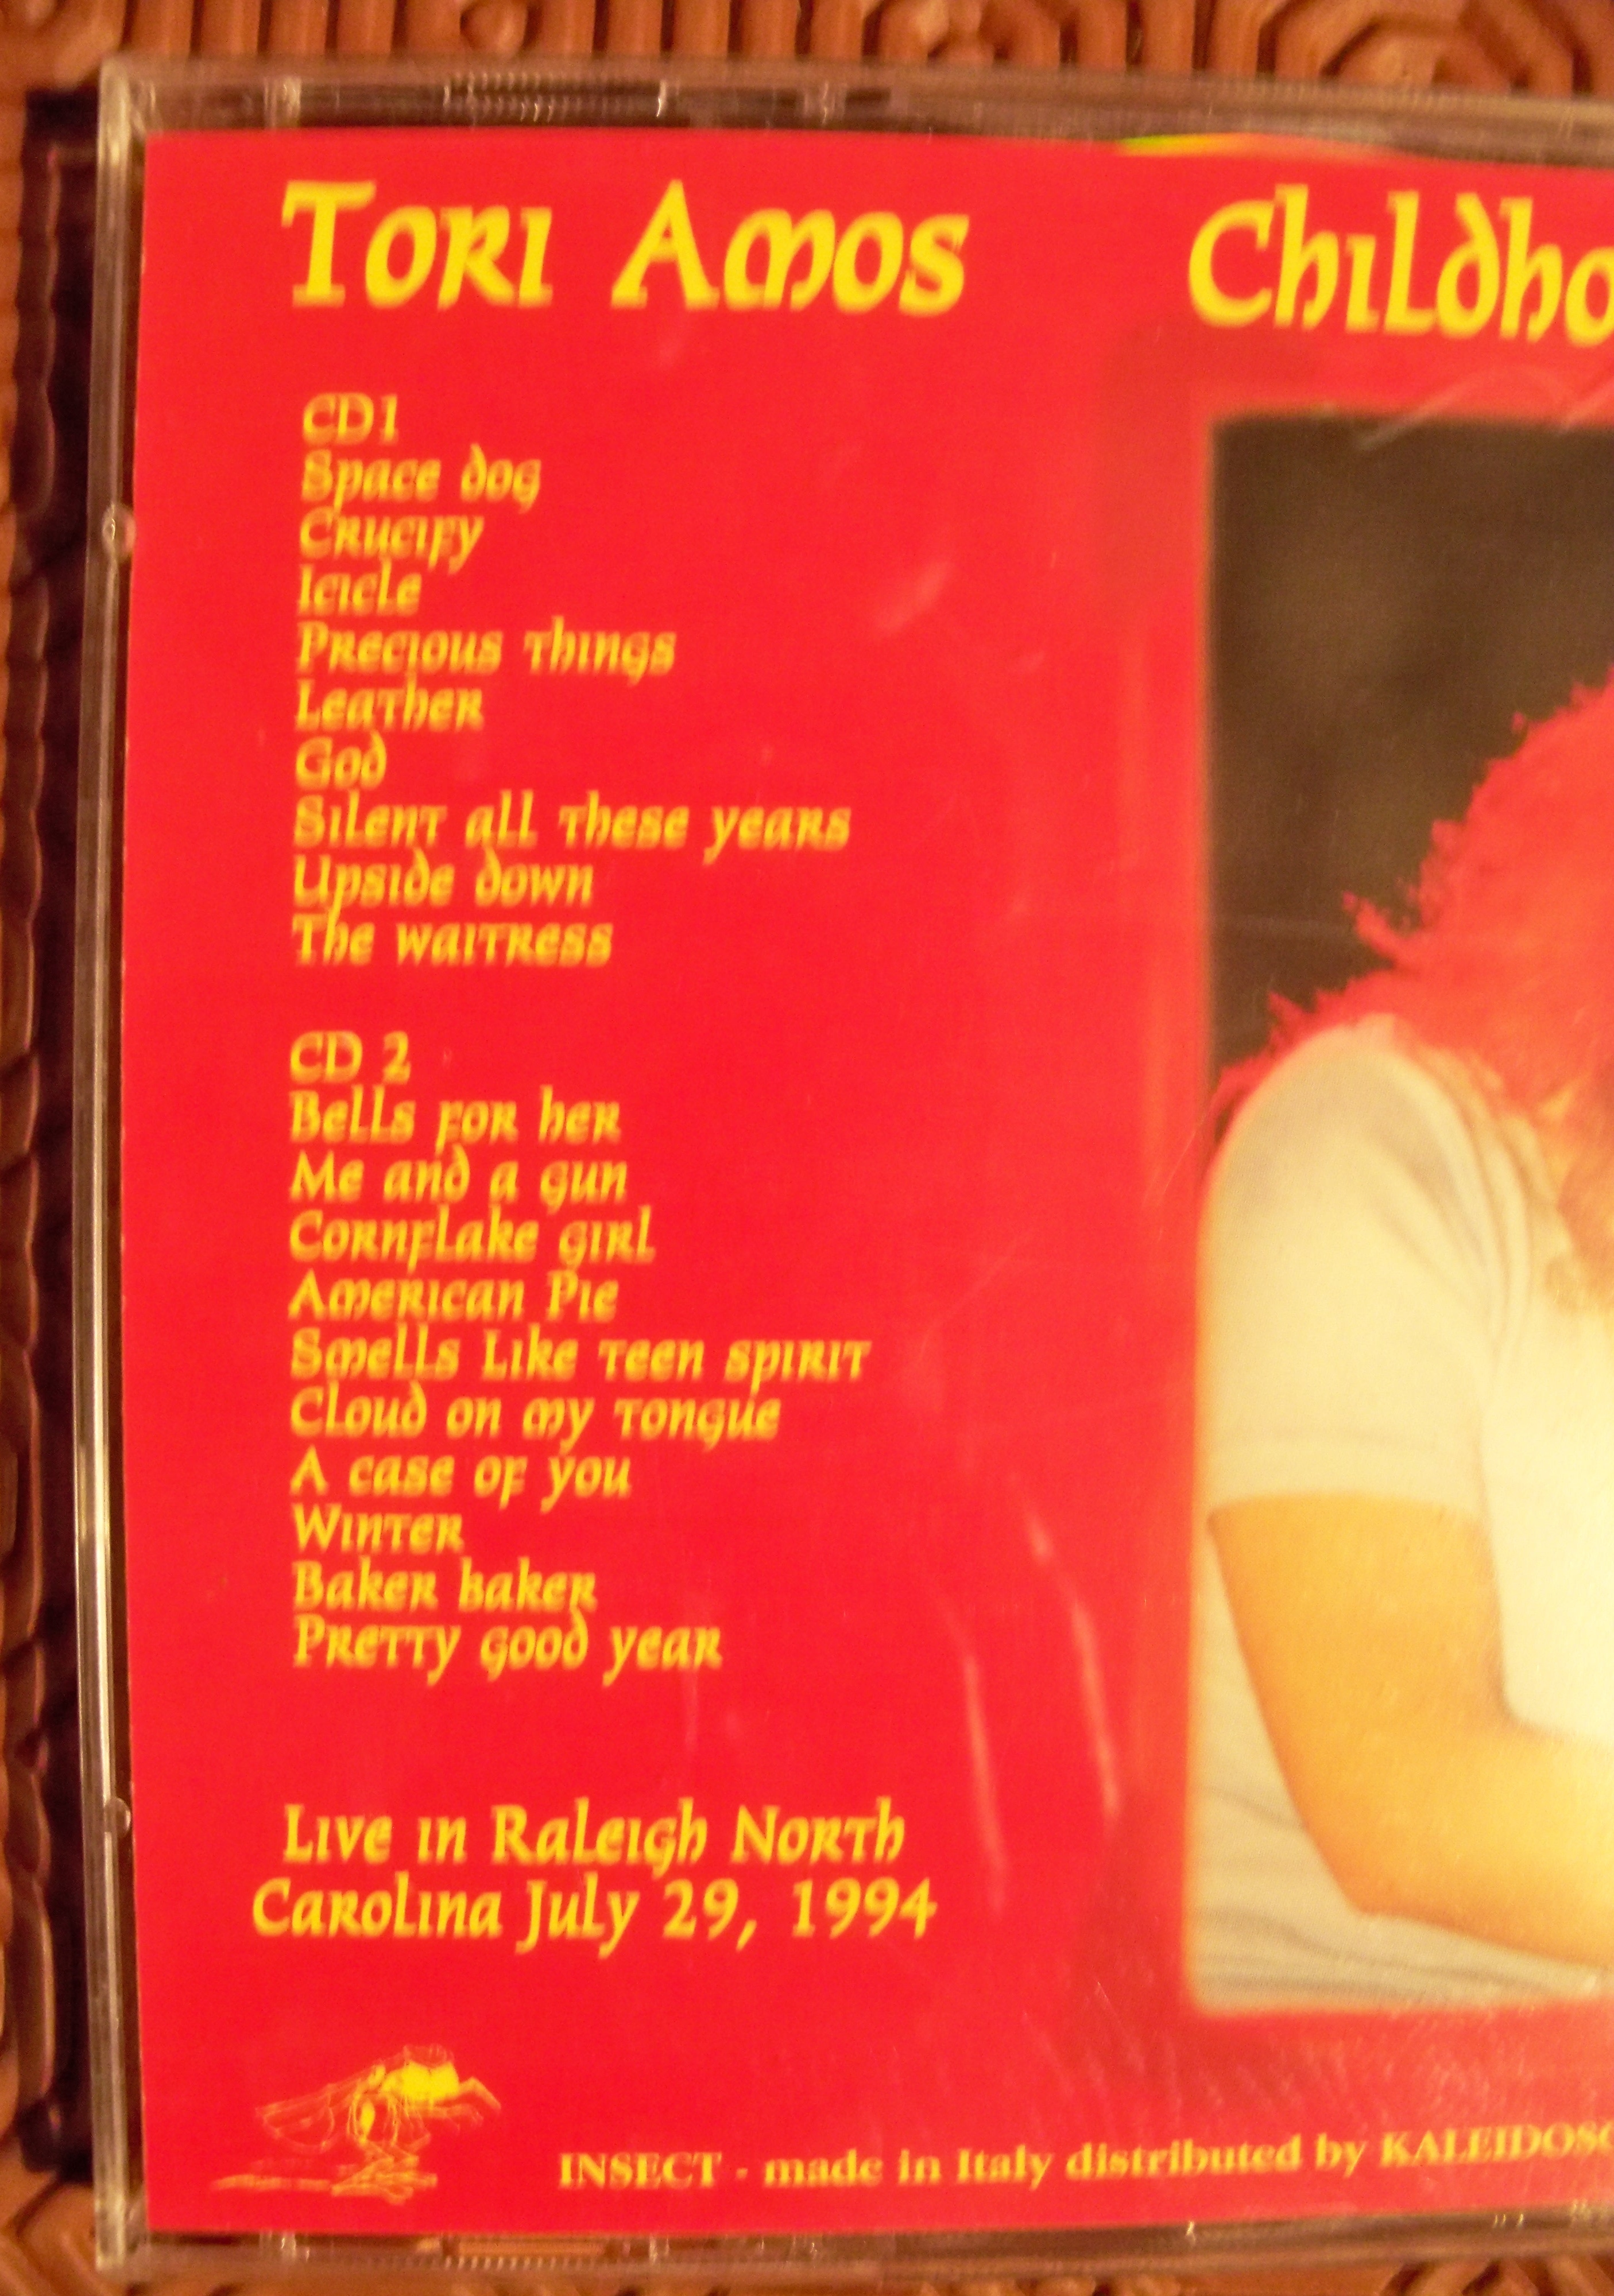 Tori Amos Childho
CD1
Space dog
Crucify
Icicle
Precious things
Leather
God
Silent all these years
Upside down
The waitress
CD 2
Bells for her
Me and a gun
Cornflake girl
American Pie
Smells like teen spirit
Cloud on my tongue
A case of you
Winter
Baker baker
Pretty good year
Live in Raleigh North
Carolina July 29, 1994
INSECT - made in Italy distributed by KALEIDOSC